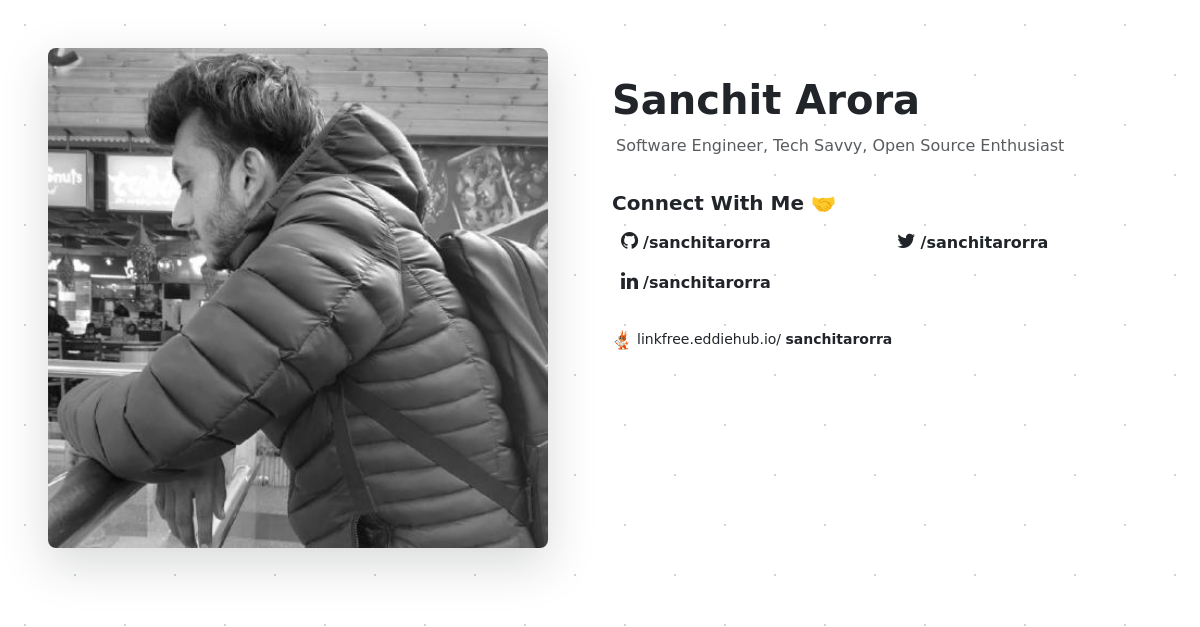 Sanchit Arora
Software Engineer, Tech Savvy, Open Source Enthusiast
Connect With Me 🤝
/sanchitarorra
/sanchitarorra
/sanchitarorra
linkfree.eddiehub.io/ sanchitarorra